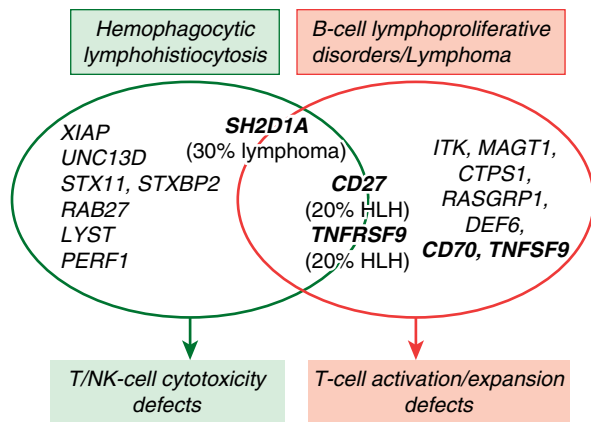 Hemophagocytic
lymphohistiocytosis
B-cell lymphoproliferative
disorders/Lymphoma
XIAP
UNC13D
STX11, STXBP2
RAB27
LYST
PERF1
SH2D1A
(30% lymphoma)
CD27
(20% HLH)
TNFRSF9
(20% HLH)
ITK, MAGT1,
CTPS1,
RASGRP1,
DEF6,
CD70, TNFSF9
T/NK-cell cytotoxicity
defects
T-cell activation/expansion
defects